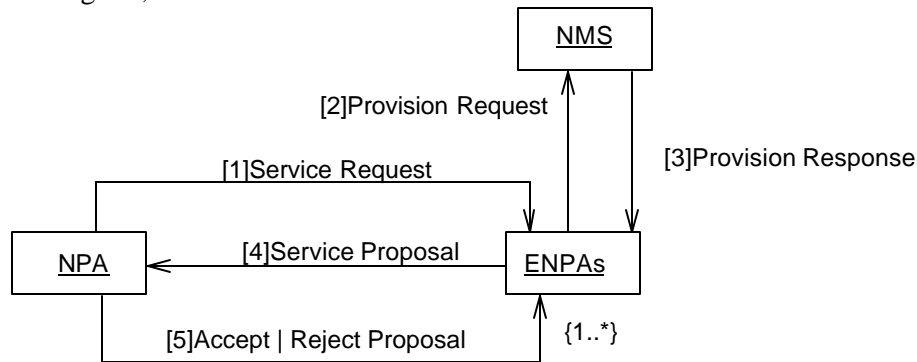 NMS
[2]Provision Request
[3]Provision Response
[1]Service Request
[4]Service Proposal
NPA
ENPAs
[5]Accept | Reject Proposal
{1..*}